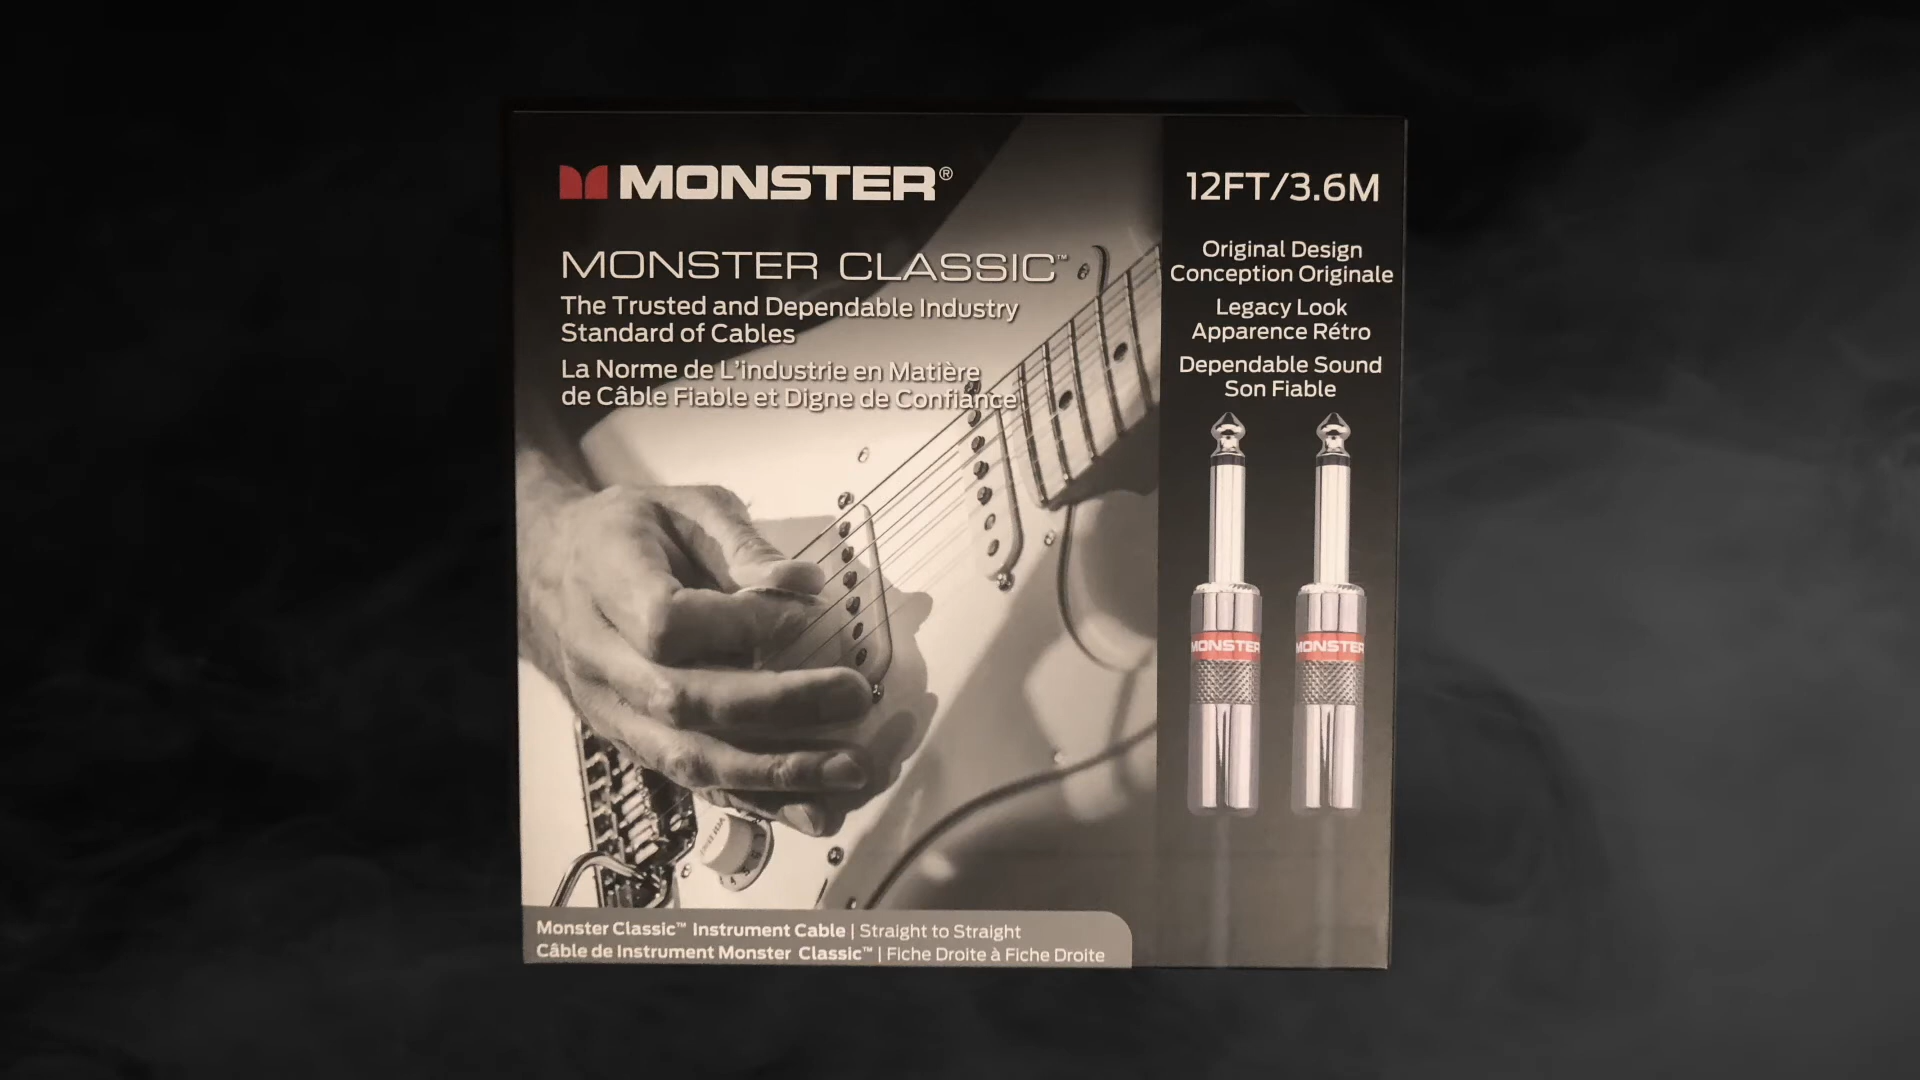 MONSTER®
MONSTER CLASSIC™
The Trusted and Dependable Industry
Standard of Cables
La Norme de L'industrie en Matière
de Câble Fiable et Digne de Confiance
12FT/3.6M
Original Design
Conception Originale
Legacy Look
Apparence Rétro
Dependable Sound
Son Fiable
MONSTER
MONSTER
Monster Classic™ Instrument Cable | Straight to Straight
Câble de Instrument Monster Classic™ | Fiche Droite à Fiche Droite